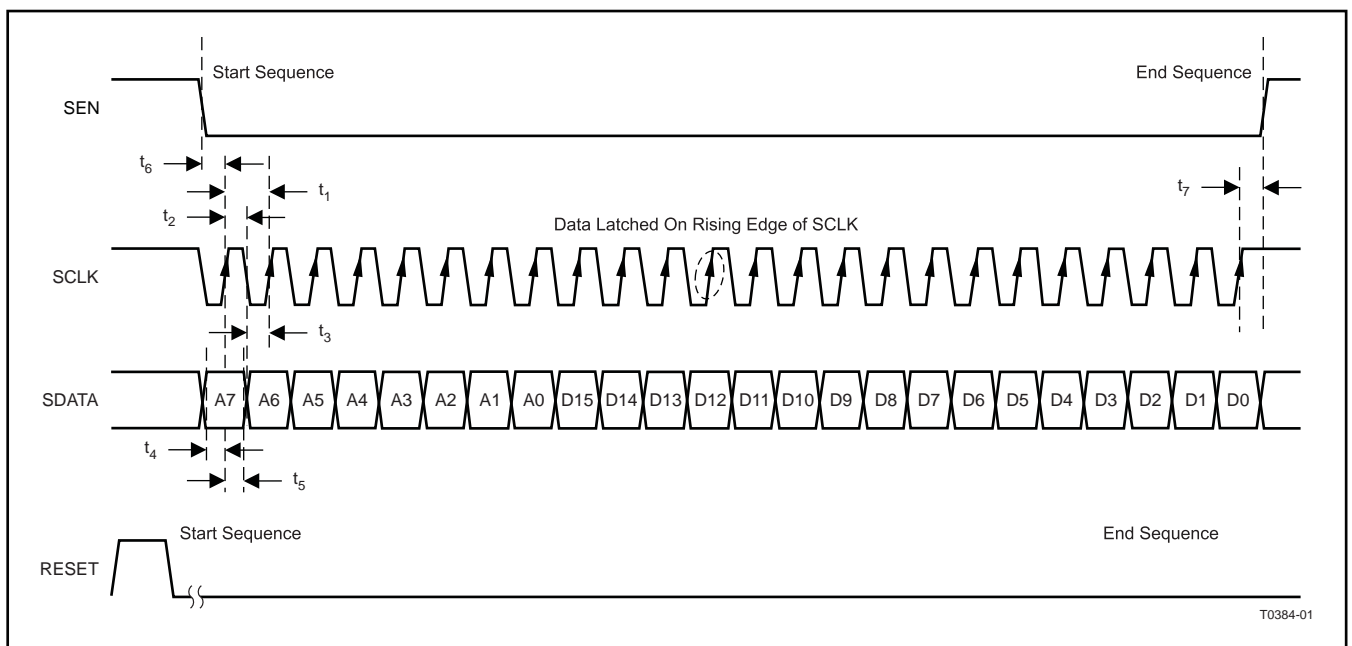 Start Sequence
End Sequence
SEN
t6
t1
t7
t2
Data Latched On Rising Edge of SCLK
SCLK
t3
SDATA
A7 A6 A5 A4 A3 A2 A1 A0 D15 D14 D13 D12 D11 D10 D9 D8 D7 D6 D5 D4 D3 D2 D1 D0
t4
t5
Start Sequence
End Sequence
RESET
T0384-01